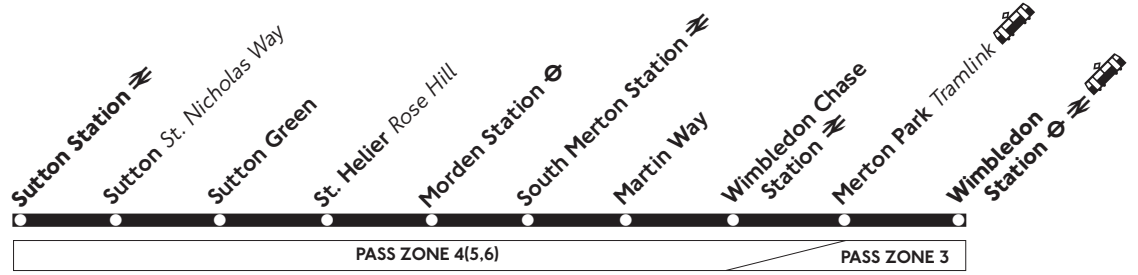 Sutton Station
Sutton St. Nicholas Way
Sutton Green
St. Helier Rose Hill
Morden Station
South Merton Station
Martin Way
Wimbledon Chase
Station
Merton Park Tramlink
Wimbledon
Station
PASS ZONE 4(5,6)
PASS ZONE 3